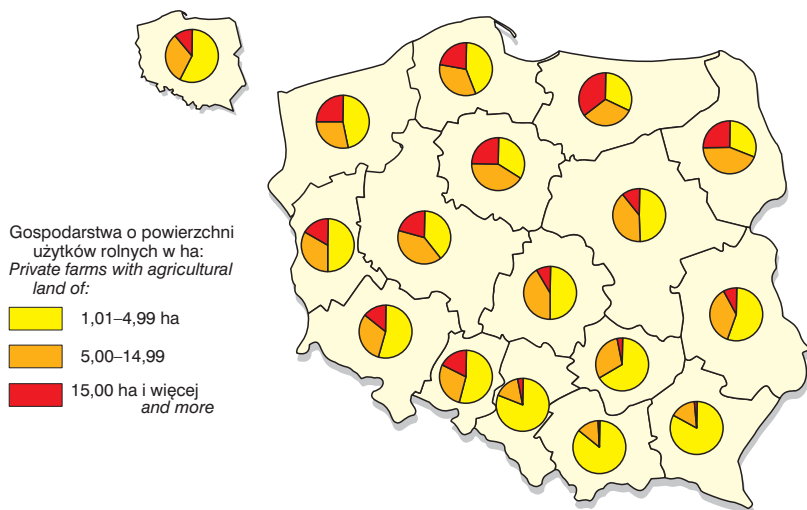 Gospodarstwa o powierzchni
użytków rolnych w ha:
Private farms with agricultural
land of:
1,01–4,99 ha
5,00–14,99
15,00 ha i więcej
and more